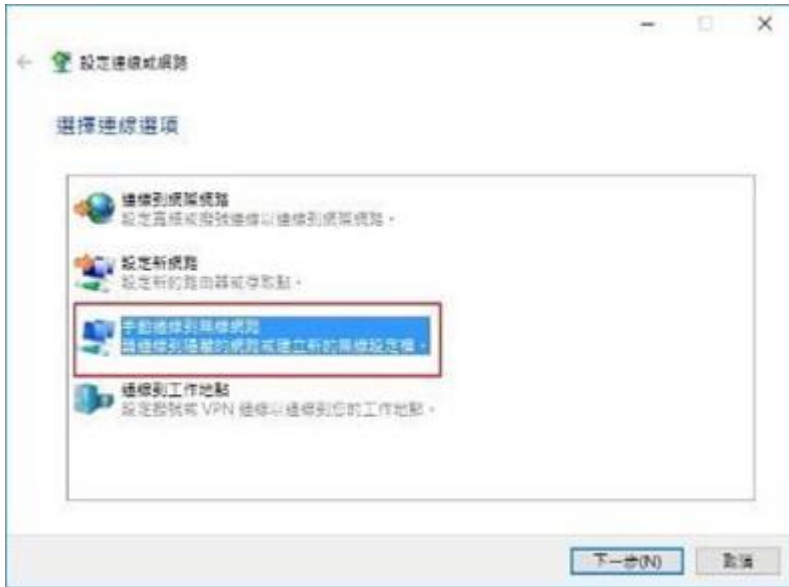 設定連線或網路
選擇連線選項
連線到網際網路
設定寬頻或撥號連線以連線到網際網路。
設定新網路
設定新的路由器或存取點。
手動連線到無線網路
請連線到隱藏的網路或建立新的無線設定檔。
連線到工作地點
設定撥號或 VPN 連線以連線到您的工作地點。
下一步(N)
取消